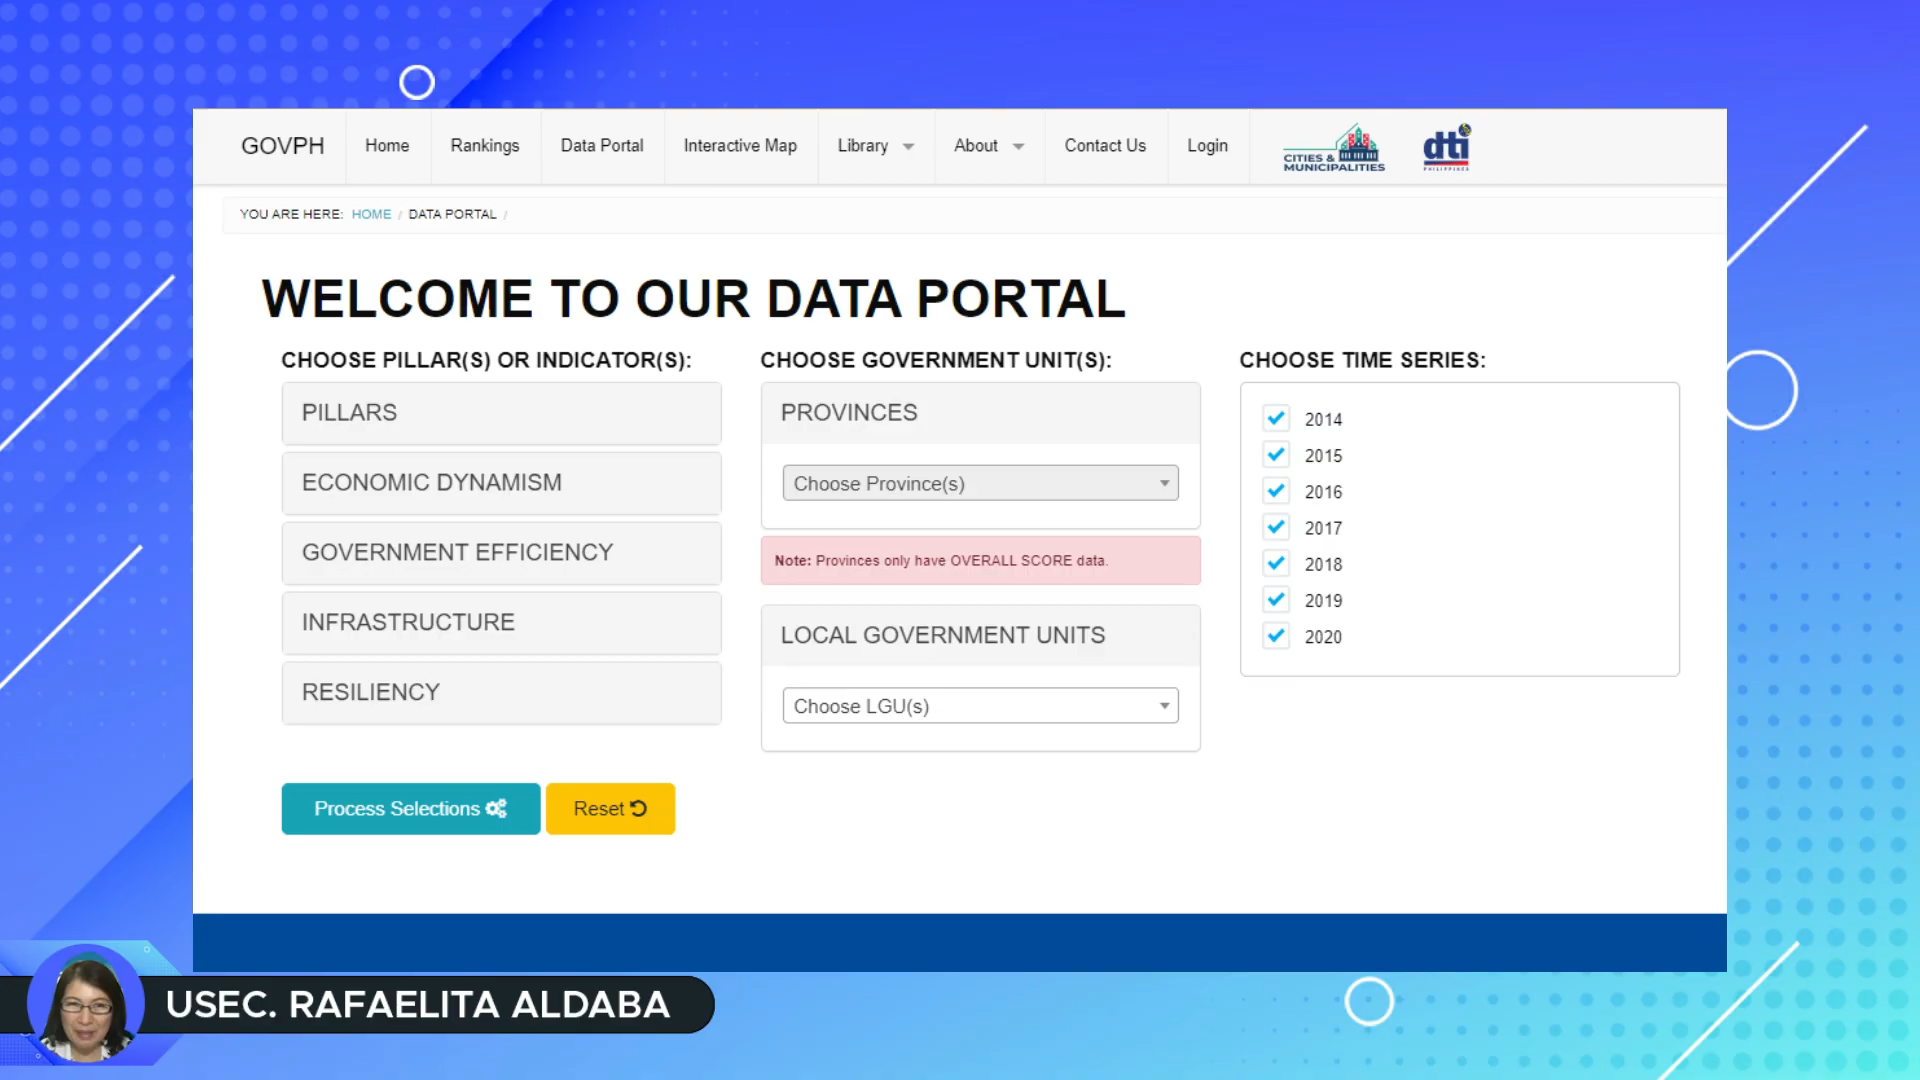 GOVPH Home Rankings Data Portal Interactive Map Library About Contact Us Login CITIES & MUNICIPALITIES dti PHILIPPINES
YOU ARE HERE: HOME / DATA PORTAL /
WELCOME TO OUR DATA PORTAL
CHOOSE PILLAR(S) OR INDICATOR(S):
PILLARS
ECONOMIC DYNAMISM
GOVERNMENT EFFICIENCY
INFRASTRUCTURE
RESILIENCY
CHOOSE GOVERNMENT UNIT(S):
PROVINCES
Choose Province(s)
Note: Provinces only have OVERALL SCORE data.
LOCAL GOVERNMENT UNITS
Choose LGU(s)
CHOOSE TIME SERIES:
2014
2015
2016
2017
2018
2019
2020
Process Selections
Reset
USEC. RAFAELITA ALDABA